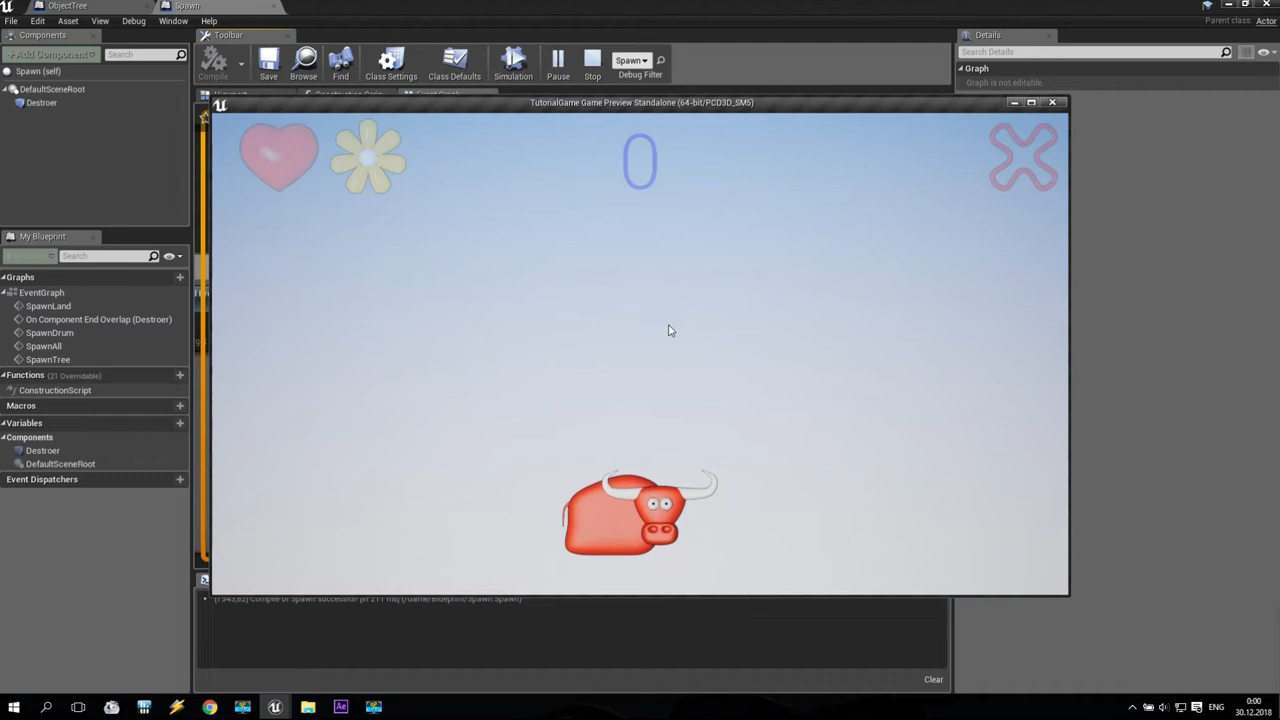 ObjectTree
Spawn
File Edit Asset View Debug Window Help
Parent class: Actor
Components
Toolbar
Details
+Add Component
Search
Search Details
Spawn (self)
Compile Save Browse Find Class Settings Class Defaults Simulation Pause Stop
Spawn
Debug Filter
Graph
Graph is not editable.
DefaultSceneRoot
Destroer
TutorialGame Game Preview Standalone (64-bit/PCD3D_SM5)
0
My Blueprint
Search
Graphs
EventGraph
SpawnLand
On Component End Overlap (Destroer)
SpawnDrum
SpawnAll
SpawnTree
Functions (21 Overridable)
ConstructionScript
Macros
Variables
Components
Destroer
DefaultSceneRoot
Event Dispatchers
Clear
Ae
ENG
0:00
30.12.2018